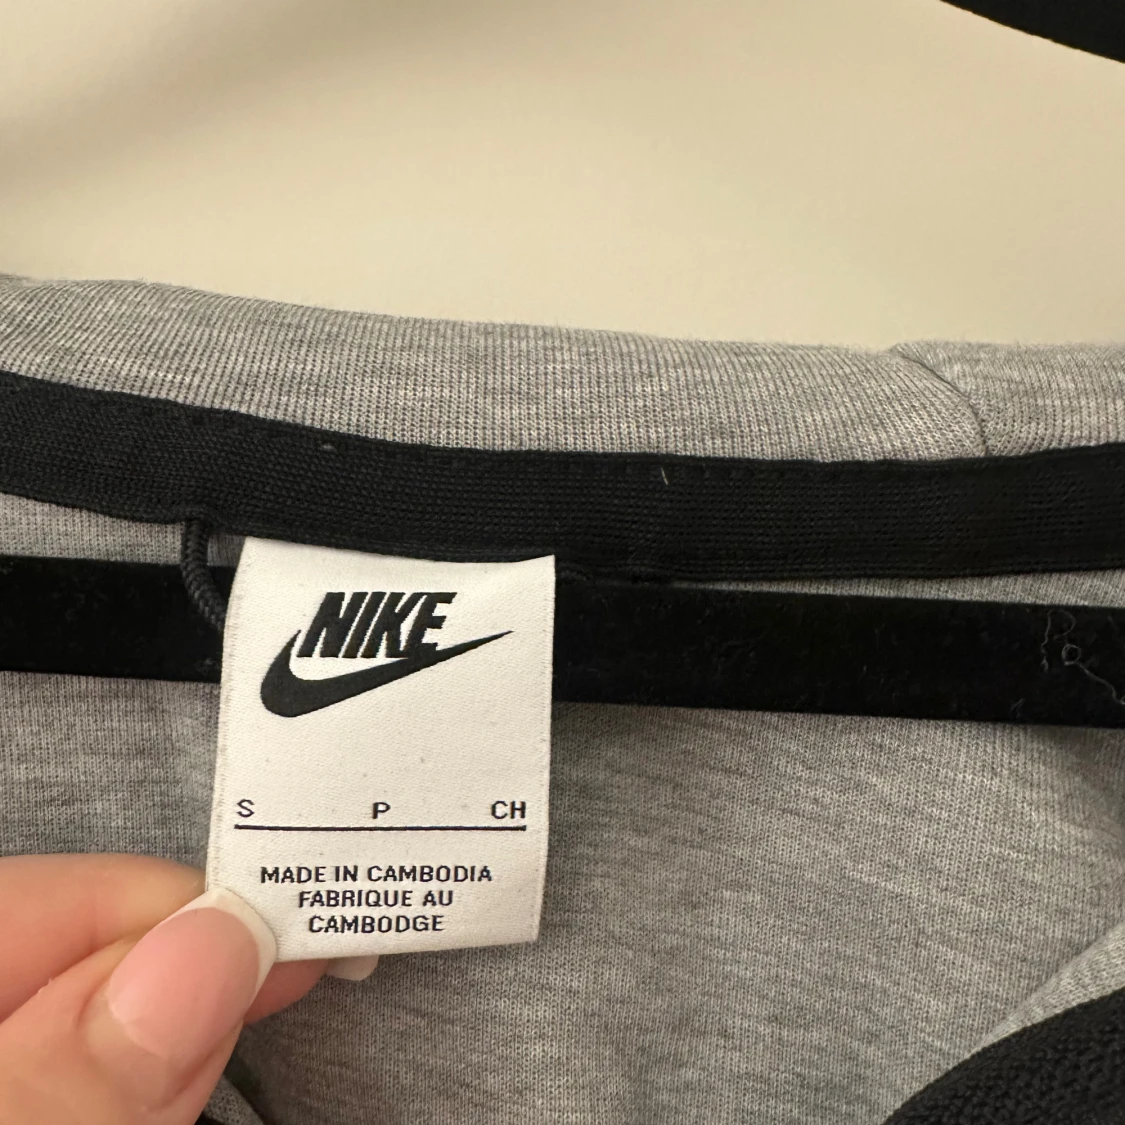 NIKE
S P CH
MADE IN CAMBODIA
FABRIQUE AU
CAMBODGE